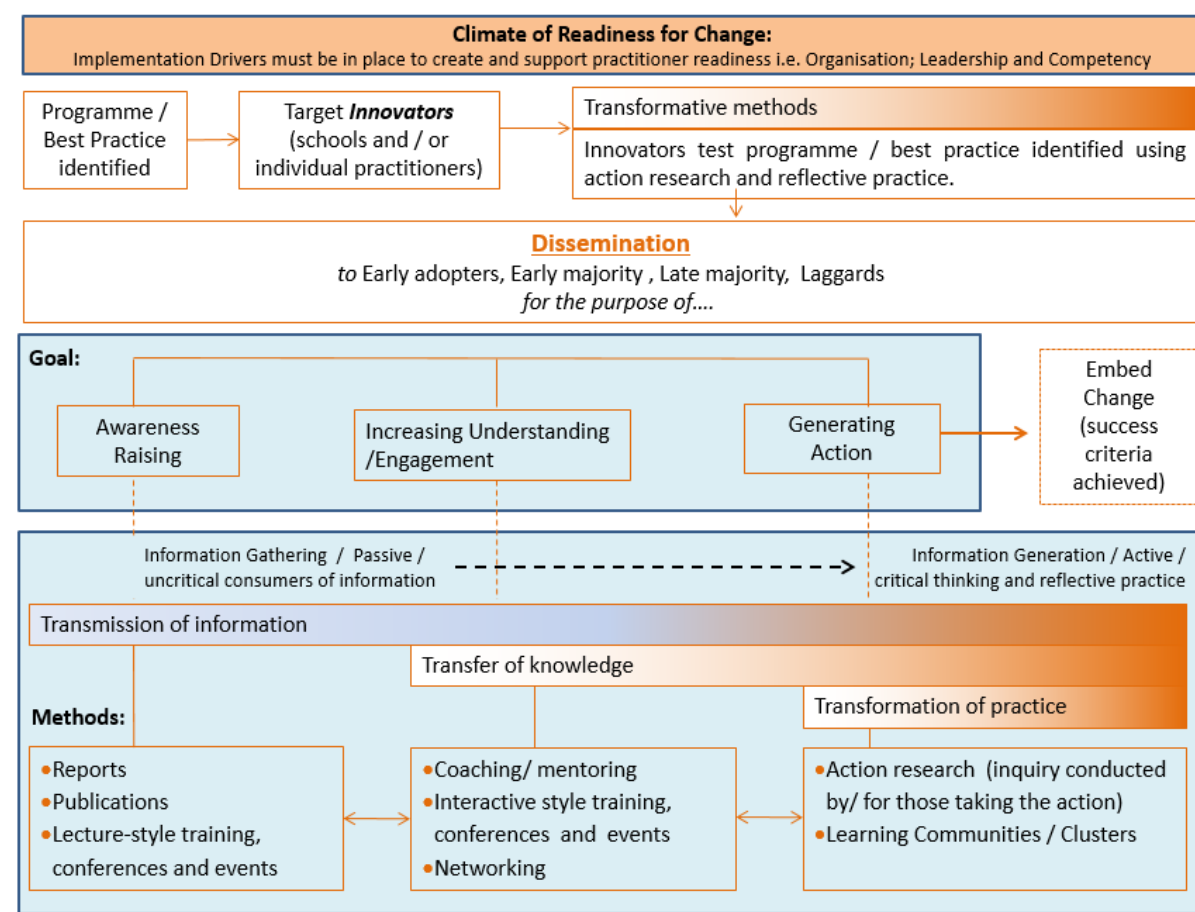 Climate of Readiness for Change:
Implementation Drivers must be in place to create and support practitioner readiness i.e. Organisation; Leadership and Competency
Programme /
Best Practice
identified
Target Innovators
(schools and / or
individual practitioners)
Transformative methods
Innovators test programme / best practice identified using
action research and reflective practice.
Dissemination
to Early adopters, Early majority , Late majority, Laggards
for the purpose of....
Goal:
Awareness
Raising
Increasing Understanding
/Engagement
Generating
Action
Embed
Change
(success
criteria
achieved)
Information Gathering / Passive /
uncritical consumers of information
Information Generation / Active /
critical thinking and reflective practice
Transmission of information
Transfer of knowledge
Transformation of practice
Methods:
•Reports
•Publications
•Lecture-style training,
conferences and events
•Coaching/ mentoring
•Interactive style training,
conferences and events
•Networking
•Action research (inquiry conducted
by/ for those taking the action)
•Learning Communities / Clusters